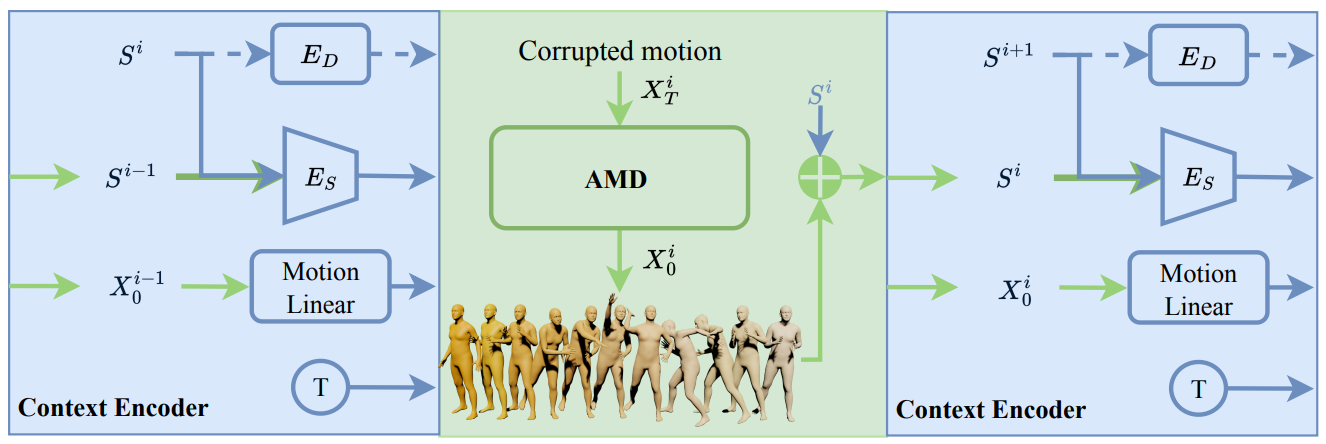 S^i
E_D
S^{i-1}
E_S
X_0^{i-1}
Motion
Linear
T
Context Encoder
Corrupted motion
X_T^i
AMD
X_0^i
S^i
S^{i+1}
E_D
S^i
E_S
X_0^i
Motion
Linear
T
Context Encoder